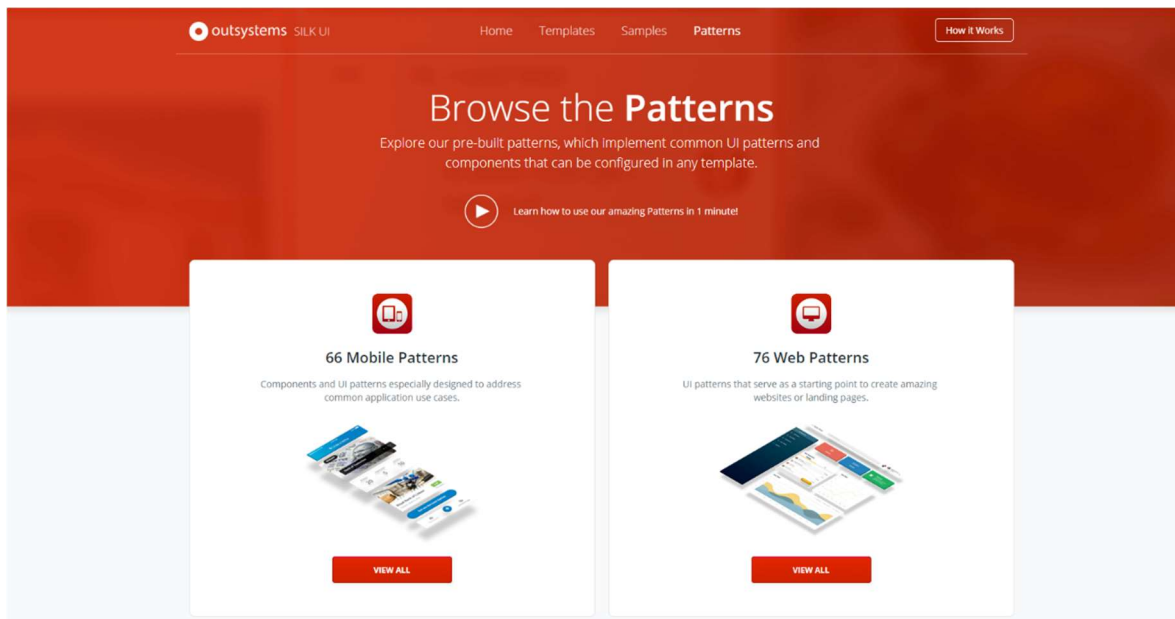 outsystems SILK UI
Home Templates Samples Patterns
How it Works
Browse the Patterns
Explore our pre-built patterns, which implement common UI patterns and
components that can be configured in any template.
Learn how to use our amazing Patterns in 1 minute!
66 Mobile Patterns
Components and UI patterns especially designed to address
common application use cases.
VIEW ALL
76 Web Patterns
UI patterns that serve as a starting point to create amazing
websites or landing pages.
VIEW ALL